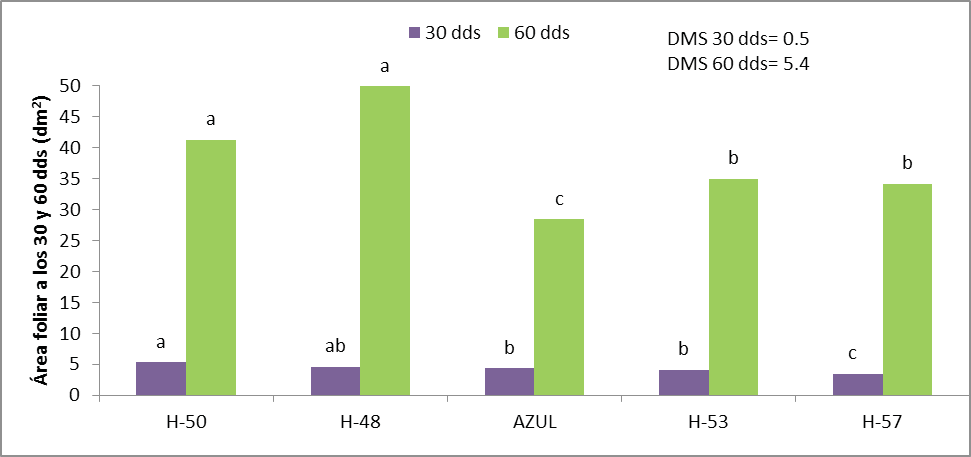 30 dds 60 dds
DMS 30 dds= 0.5
DMS 60 dds= 5.4
Área foliar a los 30 y 60 dds (dm²)
50
45
40
35
30
25
20
15
10
5
0
a a
ab a
b c
b b
c b
H-50 H-48 AZUL H-53 H-57